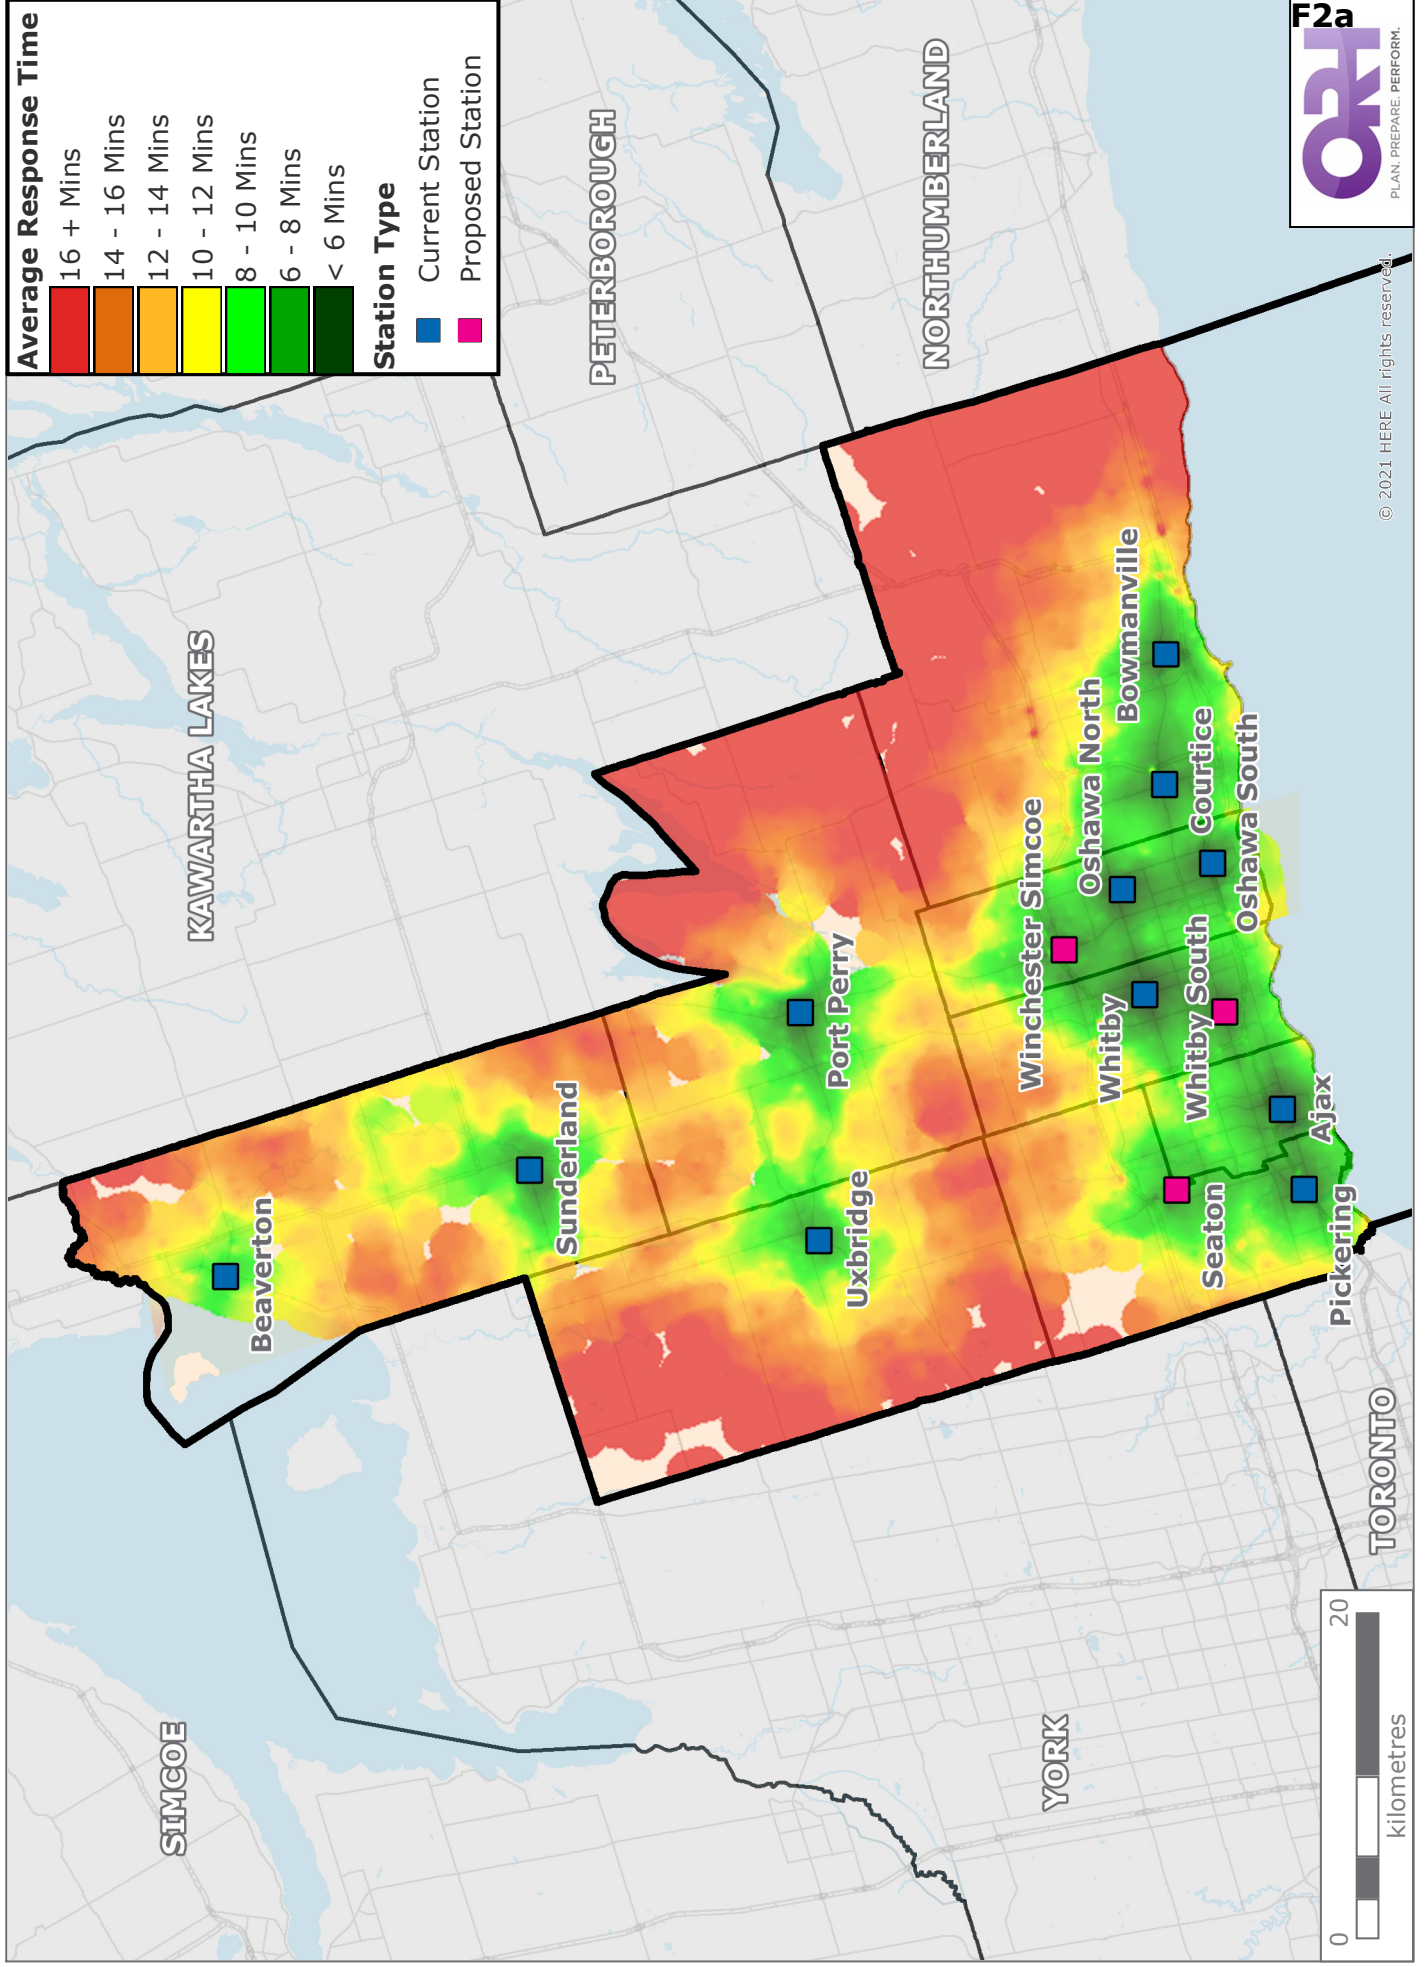 F2a
ORH
PLAN. PREPARE. PERFORM.
Average Response Time
16 + Mins
14 - 16 Mins
12 - 14 Mins
10 - 12 Mins
8 - 10 Mins
6 - 8 Mins
< 6 Mins
Station Type
Current Station
Proposed Station
SIMCOE
KAWARTHA LAKES
PETERBOROUGH
NORTHUMBERLAND
YORK
TORONTO
Beaverton
Sunderland
Port Perry
Uxbridge
Winchester Simcoe
Oshawa North
Bowmanville
Courtice
Oshawa South
Whitby
Whitby South
Ajax
Seaton
Pickering
0 20
kilometres
© 2021 HERE All rights reserved.